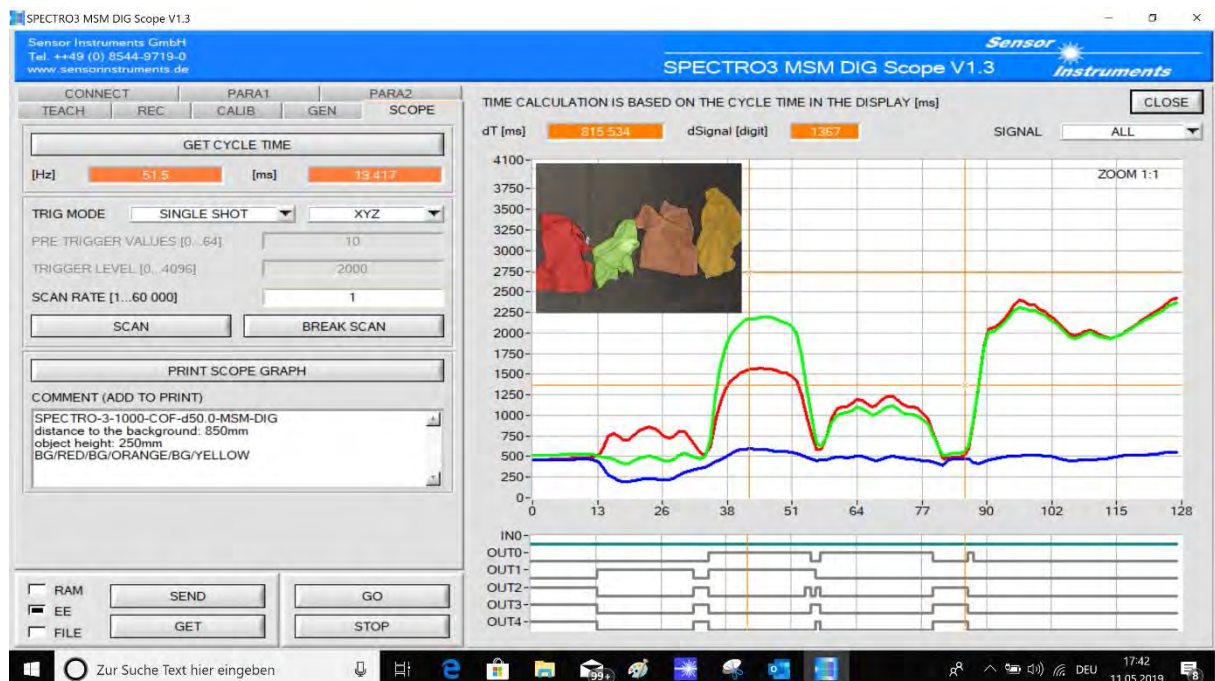 SPECTRO3 MSM DIG Scope V1.3
Sensor Instruments GmbH
Tel. ++49 (0) 8544-9719-0
www.sensorinstruments.de
SPECTRO3 MSM DIG Scope V1.3
Sensor
Instruments
CONNECT PARA1 PARA2
TEACH REC CALIB GEN SCOPE
GET CYCLE TIME
[Hz] 51.5 [ms] 19.417
TRIG MODE SINGLE SHOT XYZ
PRE TRIGGER VALUES [0...64] 10
TRIGGER LEVEL [0...4096] 2000
SCAN RATE [1...60 000] 1
SCAN BREAK SCAN
PRINT SCOPE GRAPH
COMMENT (ADD TO PRINT)
SPECTRO-3-1000-COF-d50.0-MSM-DIG
distance to the background: 850mm
object height: 250mm
BG/RED/BG/ORANGE/BG/YELLOW
RAM
EE
FILE
SEND GO
GET STOP
TIME CALCULATION IS BASED ON THE CYCLE TIME IN THE DISPLAY [ms]
CLOSE
dT [ms] 815.534 dSignal [digit] 1367 SIGNAL ALL
ZOOM 1:1
4100
3750
3500
3250
3000
2750
2500
2250
2000
1750
1500
1250
1000
750
500
250
0
0 13 26 38 51 64 77 90 102 115 128
IN0
OUT0
OUT1
OUT2
OUT3
OUT4
Zur Suche Text hier eingeben
99+
DEU
17:42
11.05.2019
8